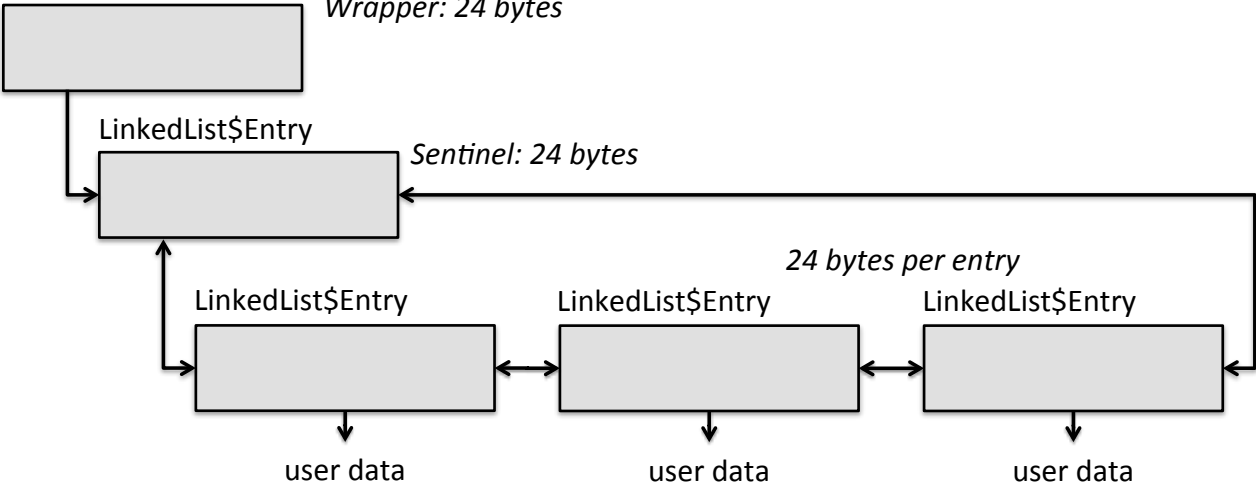 Wrapper: 24 bytes
LinkedList$Entry
Sentinel: 24 bytes
24 bytes per entry
LinkedList$Entry
LinkedList$Entry
LinkedList$Entry
user data
user data
user data